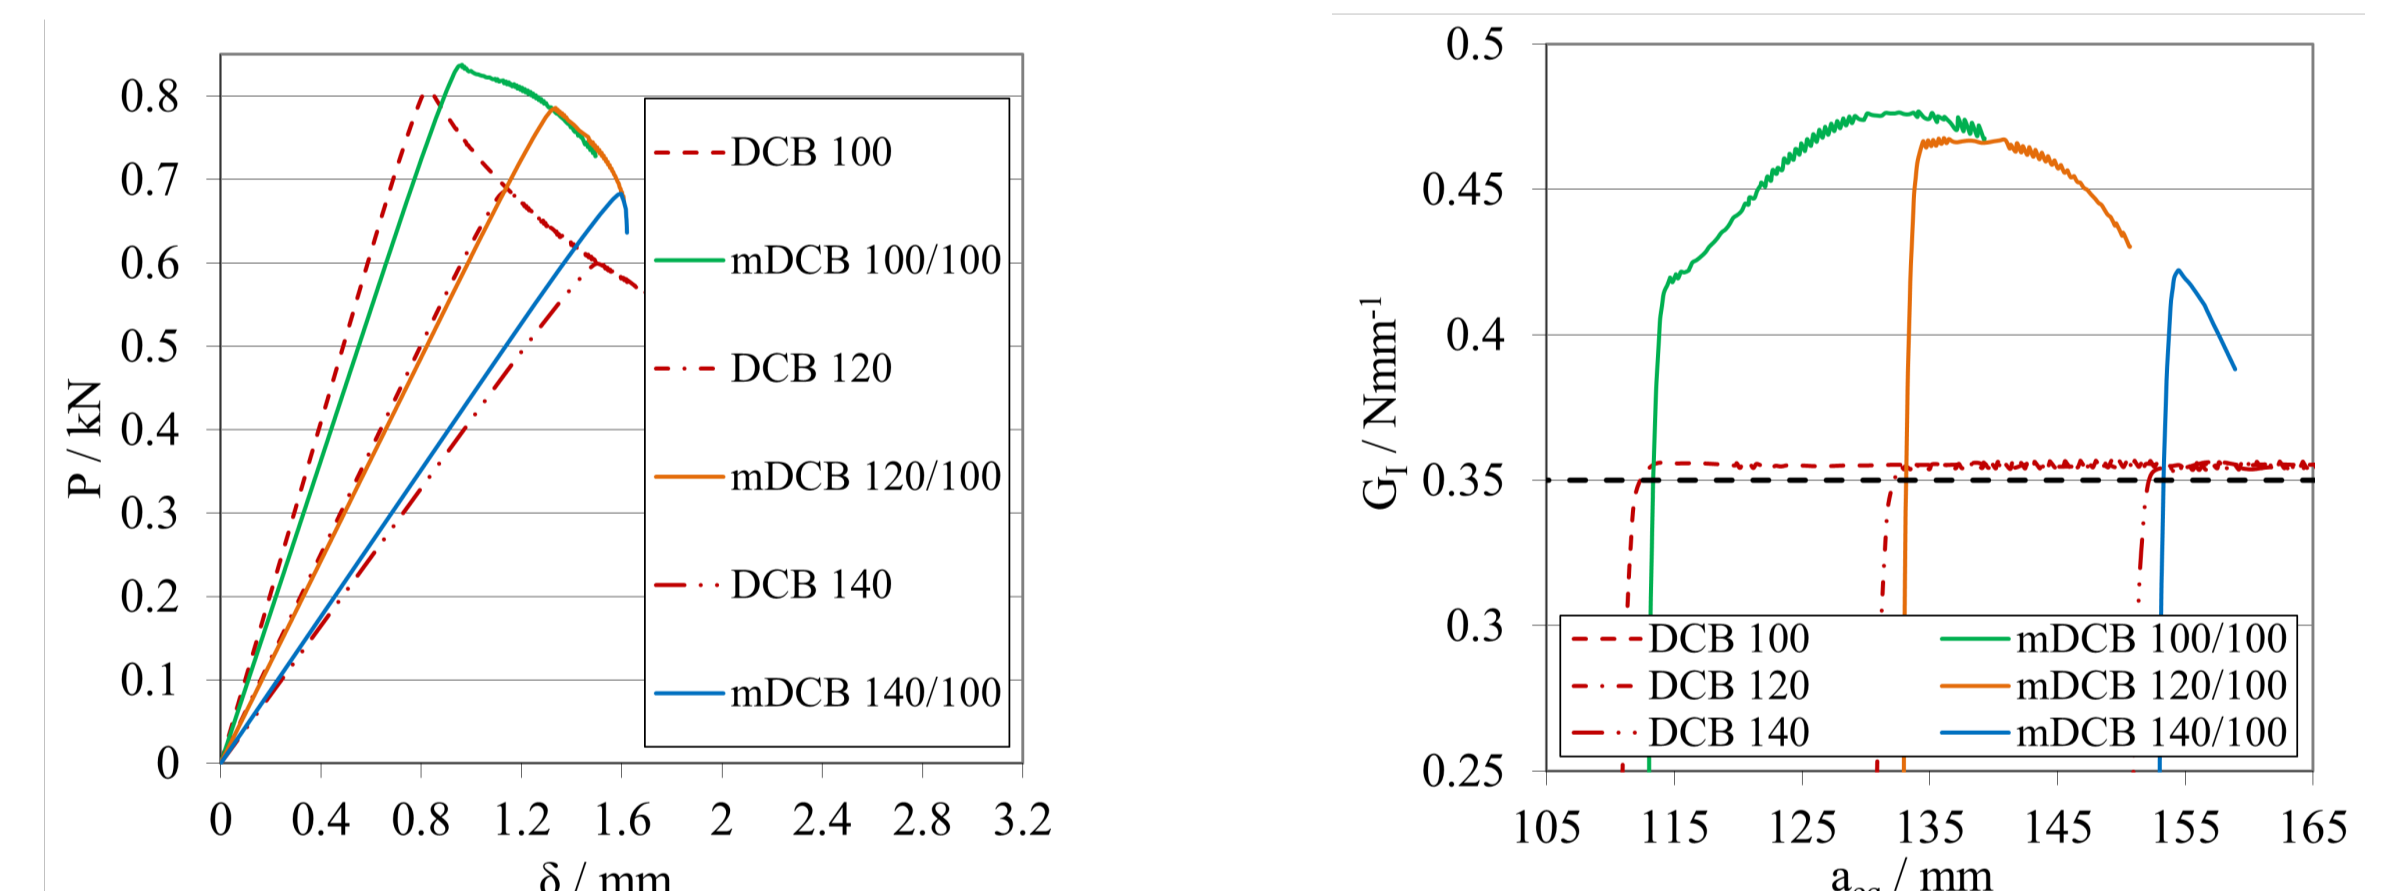 P / kN
0.8
0.7
0.6
0.5
0.4
0.3
0.2
0.1
0
0 0.4 0.8 1.2 1.6 2 2.4 2.8 3.2
δ / mm
DCB 100
mDCB 100/100
DCB 120
mDCB 120/100
DCB 140
mDCB 140/100
G_I / Nmm⁻¹
0.5
0.45
0.4
0.35
0.3
0.25
105 115 125 135 145 155 165
a_eq / mm
DCB 100 mDCB 100/100
DCB 120 mDCB 120/100
DCB 140 mDCB 140/100